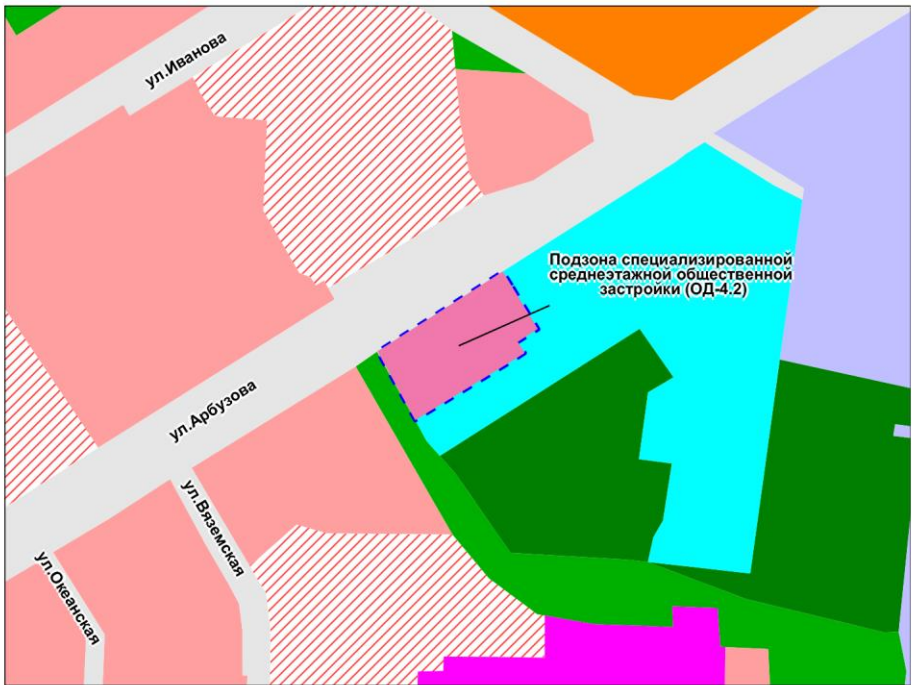 ул.Иванова
Подзона специализированной
среднеэтажной общественной
застройки (ОД-4.2)
ул.Арбузова
ул.Вяземская
ул.Океанская